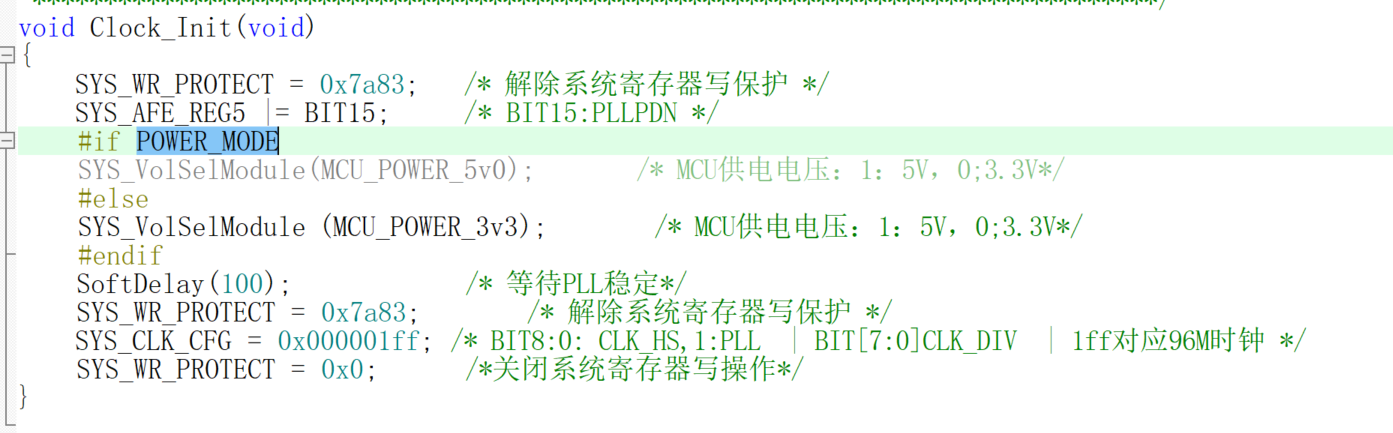 *****************************************************************************************/
void Clock_Init(void)
{
SYS_WR_PROTECT = 0x7a83; /* 解除系统寄存器写保护 */
SYS_AFE_REG5 |= BIT15; /* BIT15:PLLPDN */
#if POWER_MODE
SYS_VolSelModule(MCU_POWER_5v0); /* MCU供电电压：1：5V，0;3.3V*/
#else
SYS_VolSelModule (MCU_POWER_3v3); /* MCU供电电压：1：5V，0;3.3V*/
#endif
SoftDelay(100); /* 等待PLL稳定*/
SYS_WR_PROTECT = 0x7a83; /* 解除系统寄存器写保护 */
SYS_CLK_CFG = 0x000001ff; /* BIT8:0: CLK_HS,1:PLL | BIT[7:0]CLK_DIV | 1ff对应96M时钟 */
SYS_WR_PROTECT = 0x0; /*关闭系统寄存器写操作*/
}